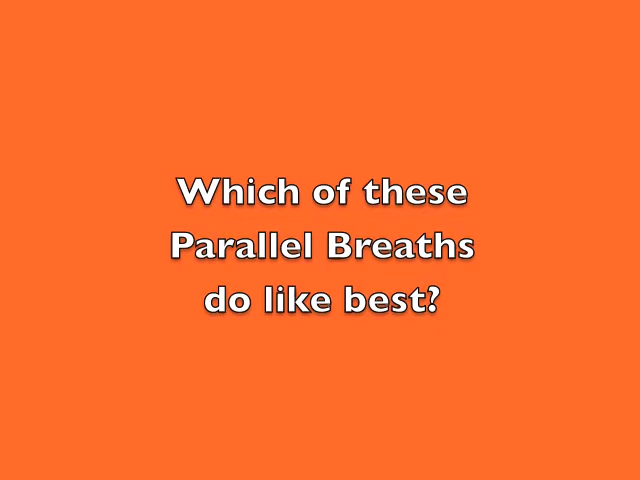 Which of these
Parallel Breaths
do like best?